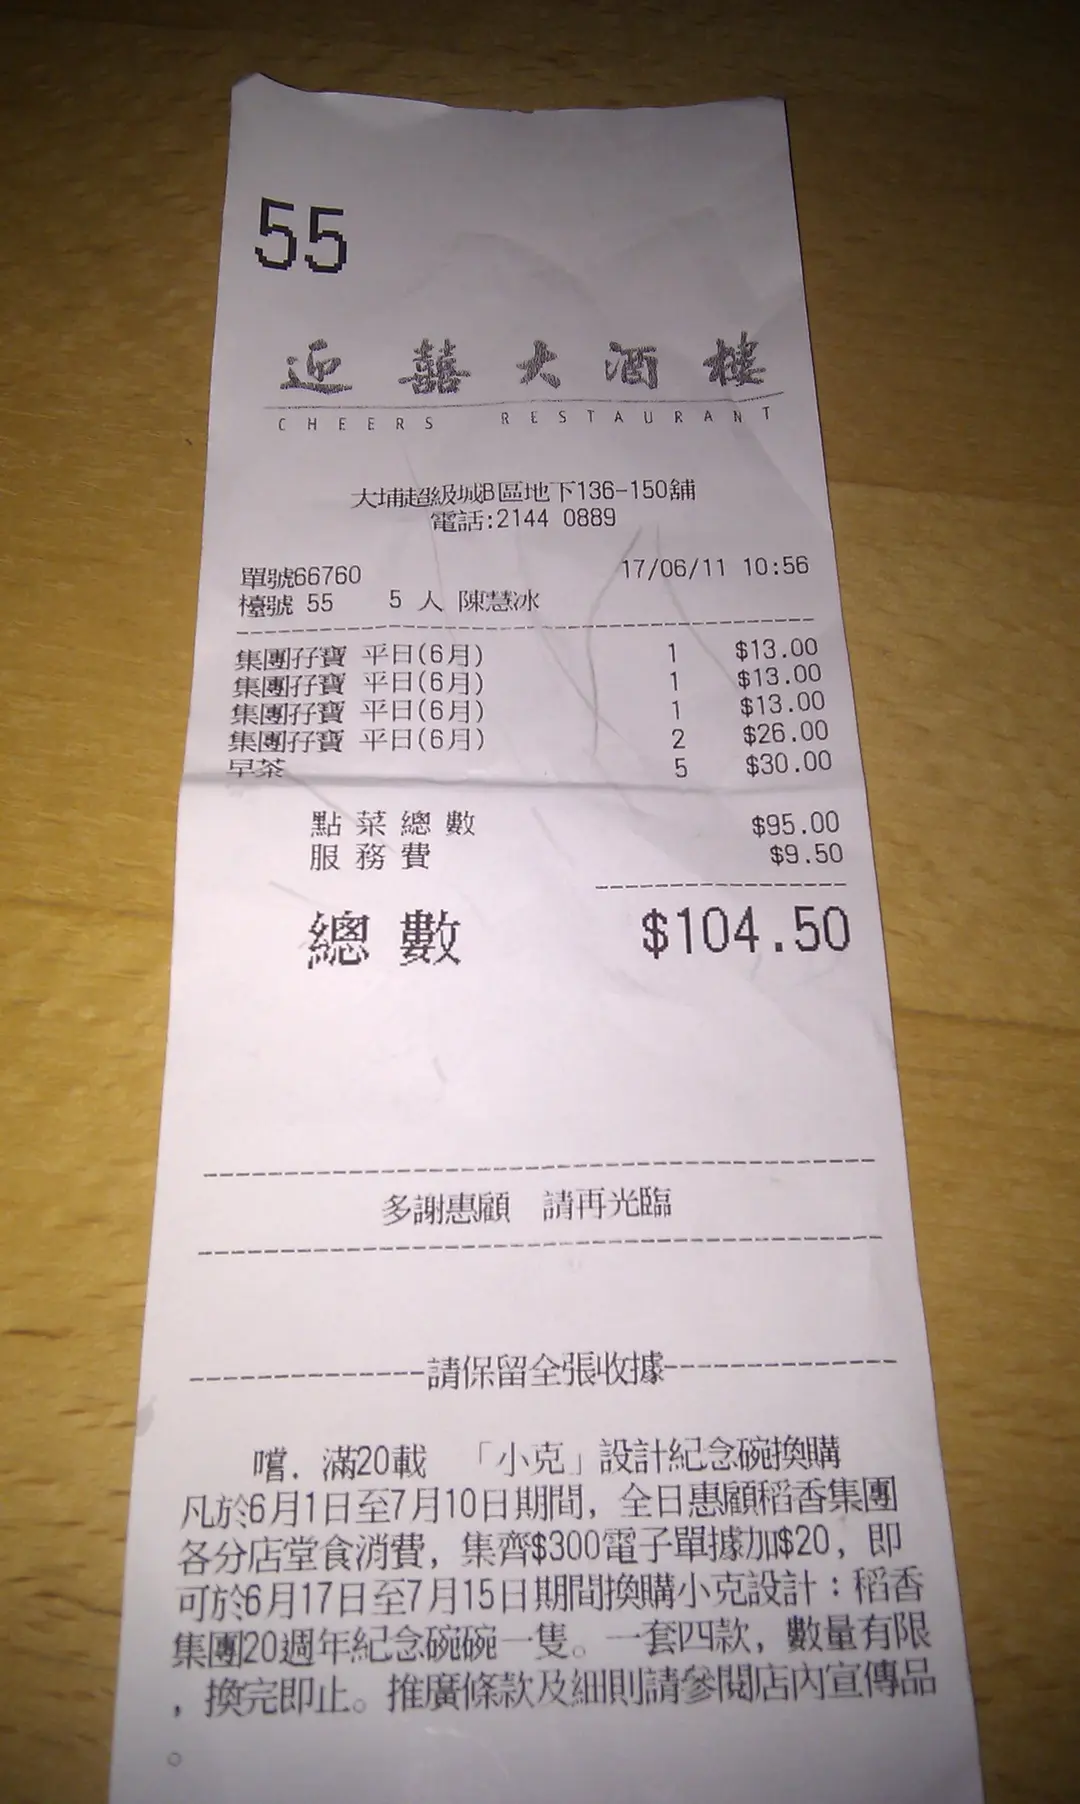 55
迎囍大酒樓
CHEERS RESTAURANT
大埔超級城B區地下136-150舖
電話:2144 0889
單號66760 17/06/11 10:56
檯號 55 5 人 陳慧冰
集團孖寶 平日(6月) 1 $13.00
集團孖寶 平日(6月) 1 $13.00
集團孖寶 平日(6月) 1 $13.00
集團孖寶 平日(6月) 2 $26.00
早茶 5 $30.00
點菜總數 $95.00
服務費 $9.50
總數 $104.50
多謝惠顧 請再光臨
------------請保留全張收據------------
嚐. 滿20載 「小克」設計紀念碗換購
凡於6月1日至7月10日期間, 全日惠顧稻香集團
各分店堂食消費, 集齊$300電子單據加$20, 即
可於6月17日至7月15日期間換購小克設計：稻香
集團20週年紀念碗碗一隻。一套四款, 數量有限
, 換完即止。推廣條款及細則請參閱店內宣傳品
。